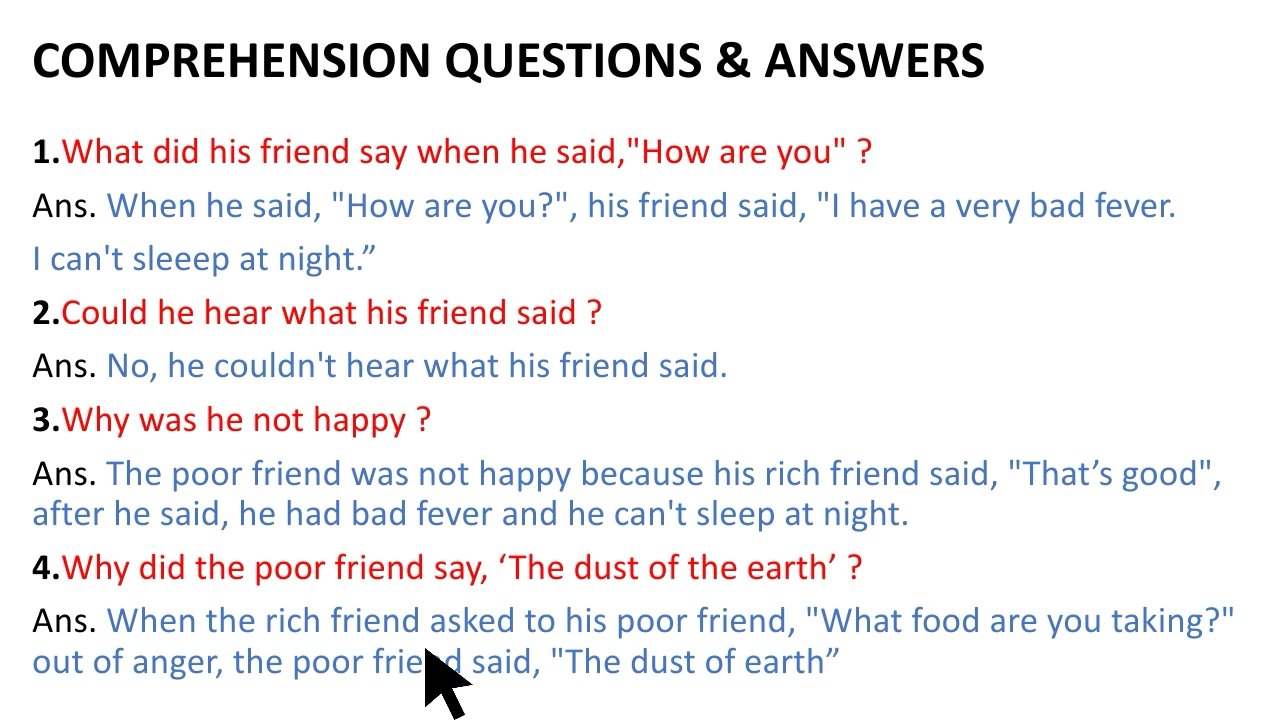 COMPREHENSION QUESTIONS & ANSWERS
1.What did his friend say when he said,"How are you" ?
Ans. When he said, "How are you?", his friend said, "I have a very bad fever.
I can't sleeep at night.”
2.Could he hear what his friend said ?
Ans. No, he couldn't hear what his friend said.
3.Why was he not happy ?
Ans. The poor friend was not happy because his rich friend said, "That’s good",
after he said, he had bad fever and he can't sleep at night.
4.Why did the poor friend say, ‘The dust of the earth’ ?
Ans. When the rich friend asked to his poor friend, "What food are you taking?"
out of anger, the poor friend said, "The dust of earth”